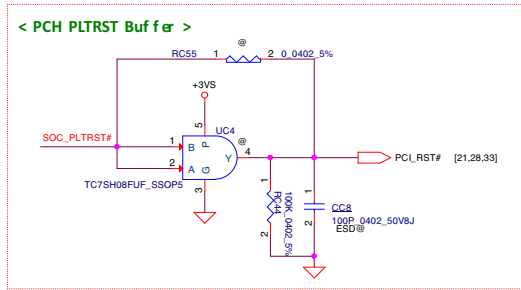 < PCH PLTRST Buffer >
@
RC55 1 2 0_0402_5%
+3VS
5
UC4
@
SOC_PLTRST#
1 B P
Y 4
2 A G
PCI_RST# [21,28,33]
TC7SH08FUF_SSOP5
3
1
2
100K_0402_5%
RC44
1
2
CC8
100P_0402_50V8J
ESD@